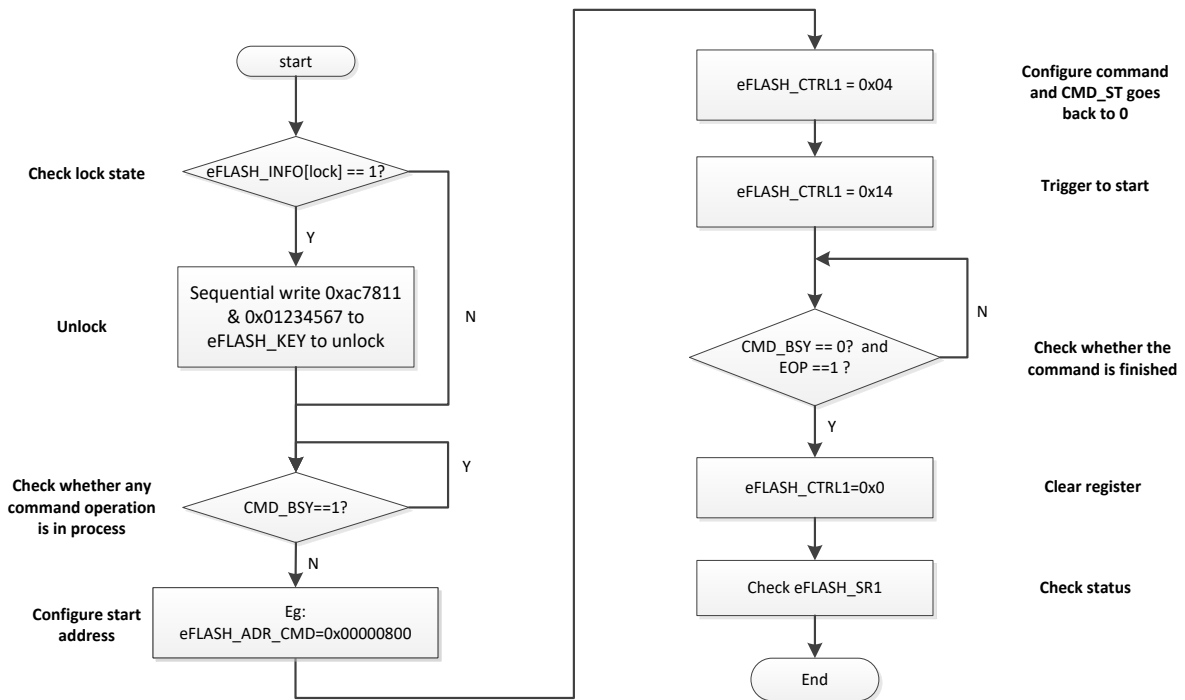 start
Check lock state
eFLASH_INFO[lock] == 1?
Y
N
Unlock
Sequential write 0xac7811
& 0x01234567 to
eFLASH_KEY to unlock
Check whether any
command operation
is in process
CMD_BSY==1?
Y
N
Configure start
address
Eg:
eFLASH_ADR_CMD=0x00000800
eFLASH_CTRL1 = 0x04
Configure command
and CMD_ST goes
back to 0
eFLASH_CTRL1 = 0x14
Trigger to start
CMD_BSY == 0?  and
EOP ==1 ?
N
Check whether the
command is finished
Y
eFLASH_CTRL1=0x0
Clear register
Check eFLASH_SR1
Check status
End